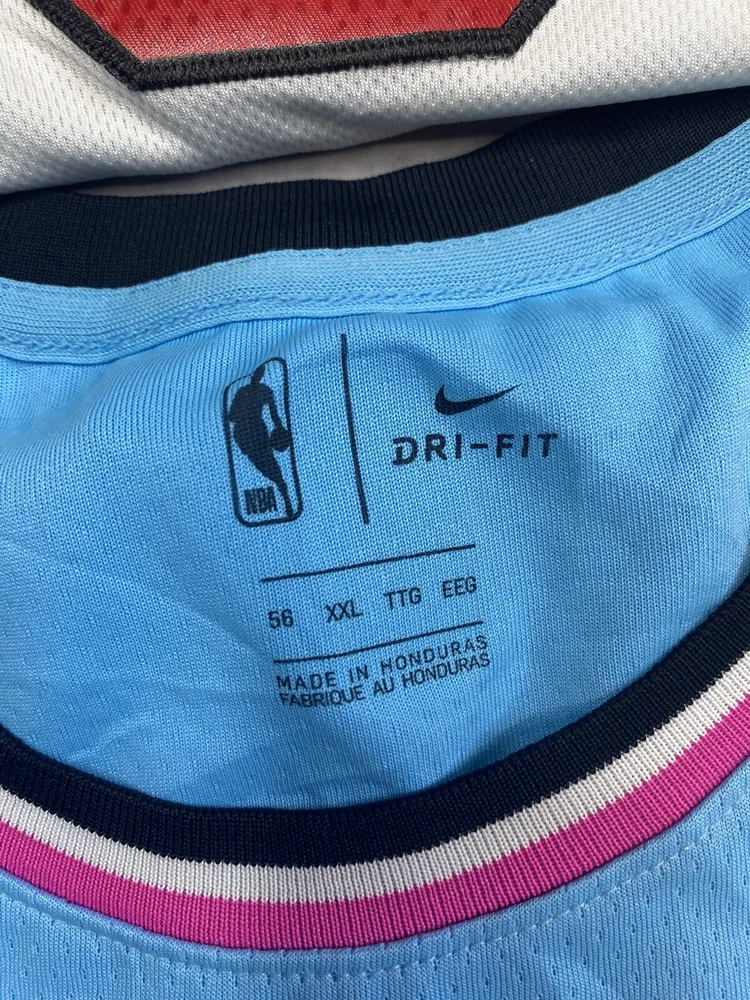 NBA
DRI-FIT
56 XXL TTG EEG
MADE IN HONDURAS
FABRIQUE AU HONDURAS